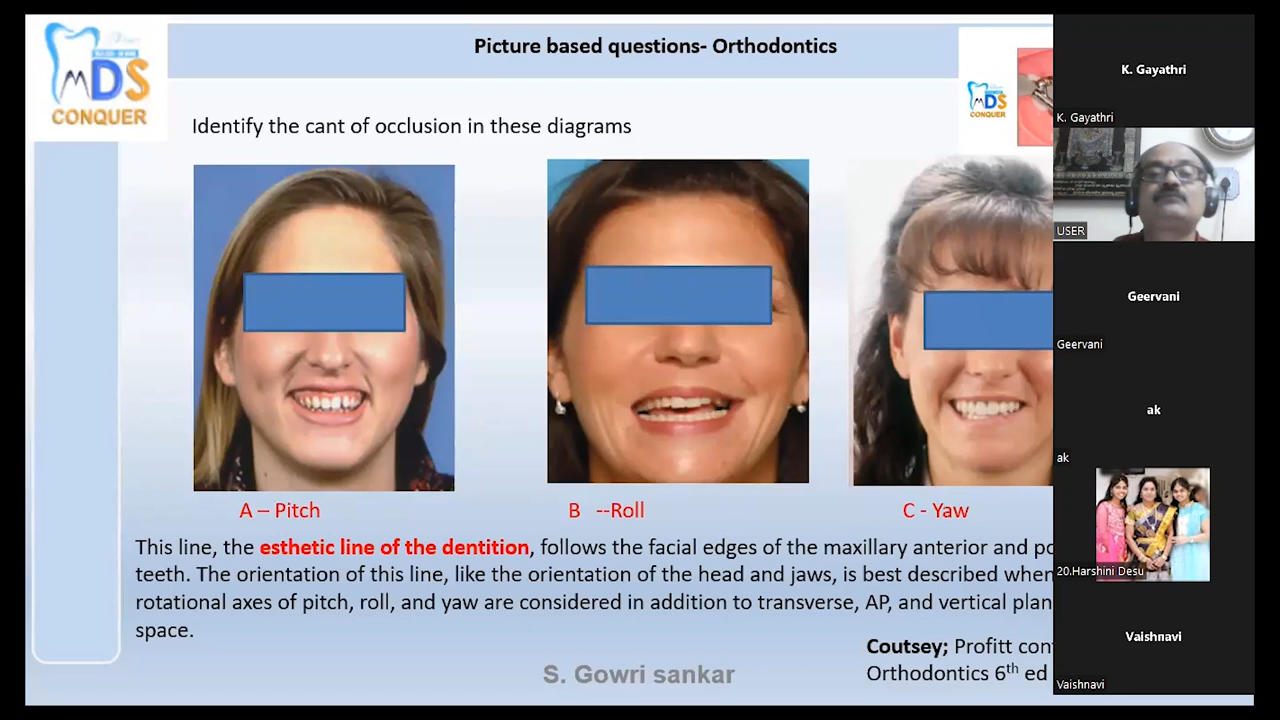 Picture based questions- Orthodontics
MDS
CONQUER
MDS
CONQUER
Identify the cant of occlusion in these diagrams
A – Pitch
B --Roll
C - Yaw
This line, the esthetic line of the dentition, follows the facial edges of the maxillary anterior and
teeth. The orientation of this line, like the orientation of the head and jaws, is best described when
rotational axes of pitch, roll, and yaw are considered in addition to transverse, AP, and vertical
space.
Coutsey; Profitt
Orthodontics 6th ed
S. Gowri sankar
K. Gayathri
K. Gayathri
USER
Geervani
Geervani
ak
ak
20.Harshini Desu
Vaishnavi
Vaishnavi